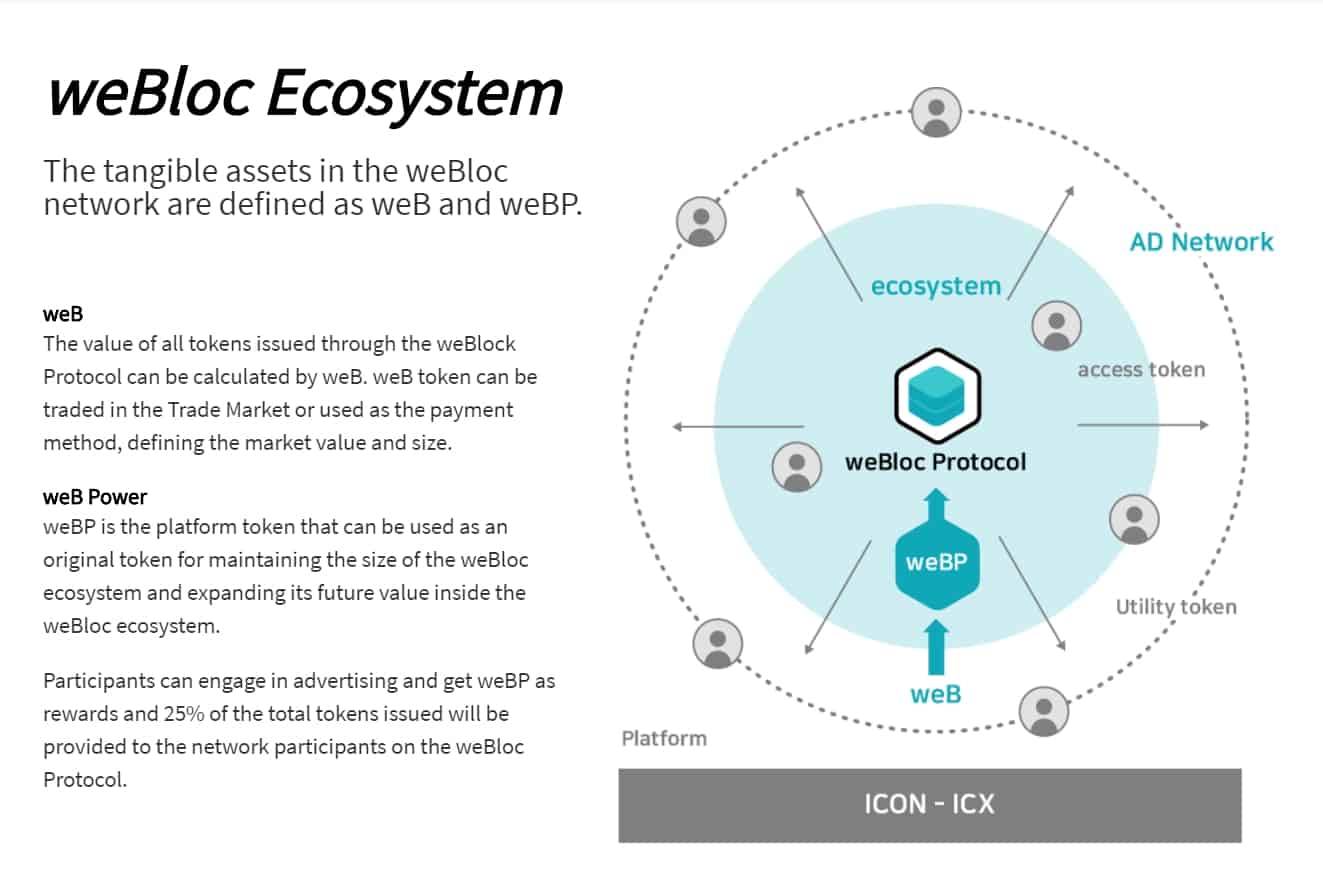 weBloc Ecosystem
The tangible assets in the weBloc
network are defined as weB and weBP.
weB
The value of all tokens issued through the weBlock
Protocol can be calculated by weB. weB token can be
traded in the Trade Market or used as the payment
method, defining the market value and size.
weB Power
weBP is the platform token that can be used as an
original token for maintaining the size of the weBloc
ecosystem and expanding its future value inside the
weBloc ecosystem.
Participants can engage in advertising and get weBP as
rewards and 25% of the total tokens issued will be
provided to the network participants on the weBloc
Protocol.
AD Network
ecosystem
access token
weBloc Protocol
weBP
Utility token
weB
Platform
ICON - ICX